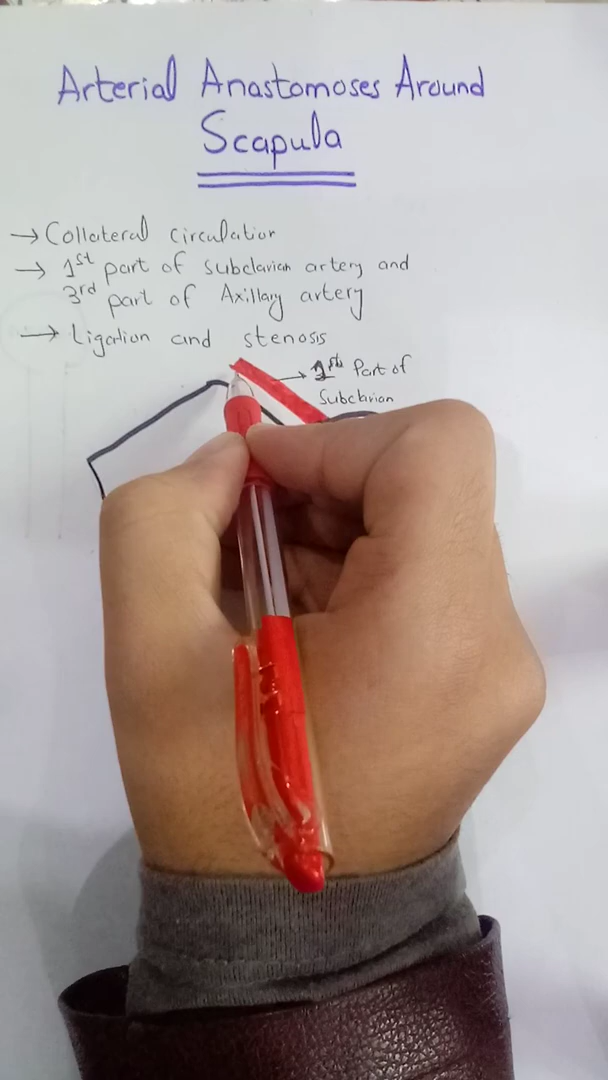 Arterial Anastomoses Around
Scapula
→ Collateral circulation
→ 1st part of subclavian artery and
3rd part of Axillary artery
→ Ligation and stenosis
→ 1st Part of
Subclavian